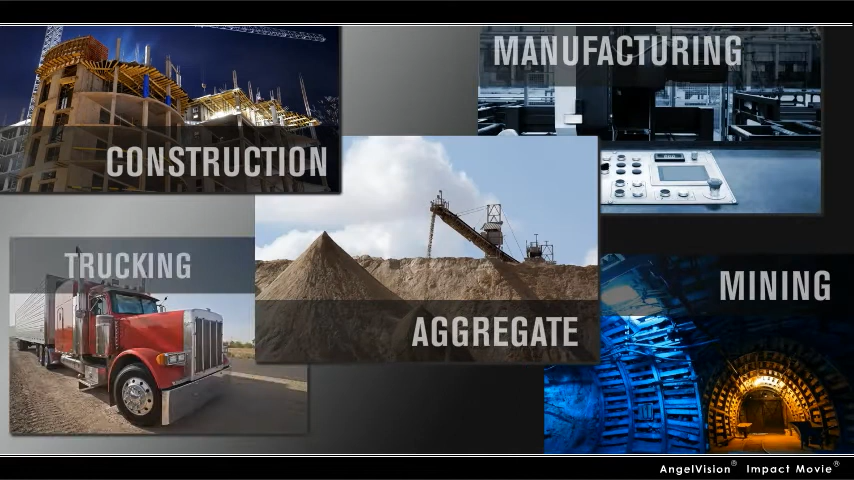 MANUFACTURING
CONSTRUCTION
TRUCKING
MINING
AGGREGATE
AngelVision® Impact Movie®